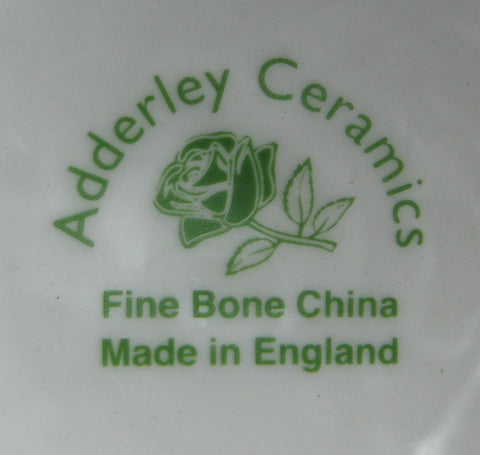 Adderley Ceramics
Fine Bone China
Made in England